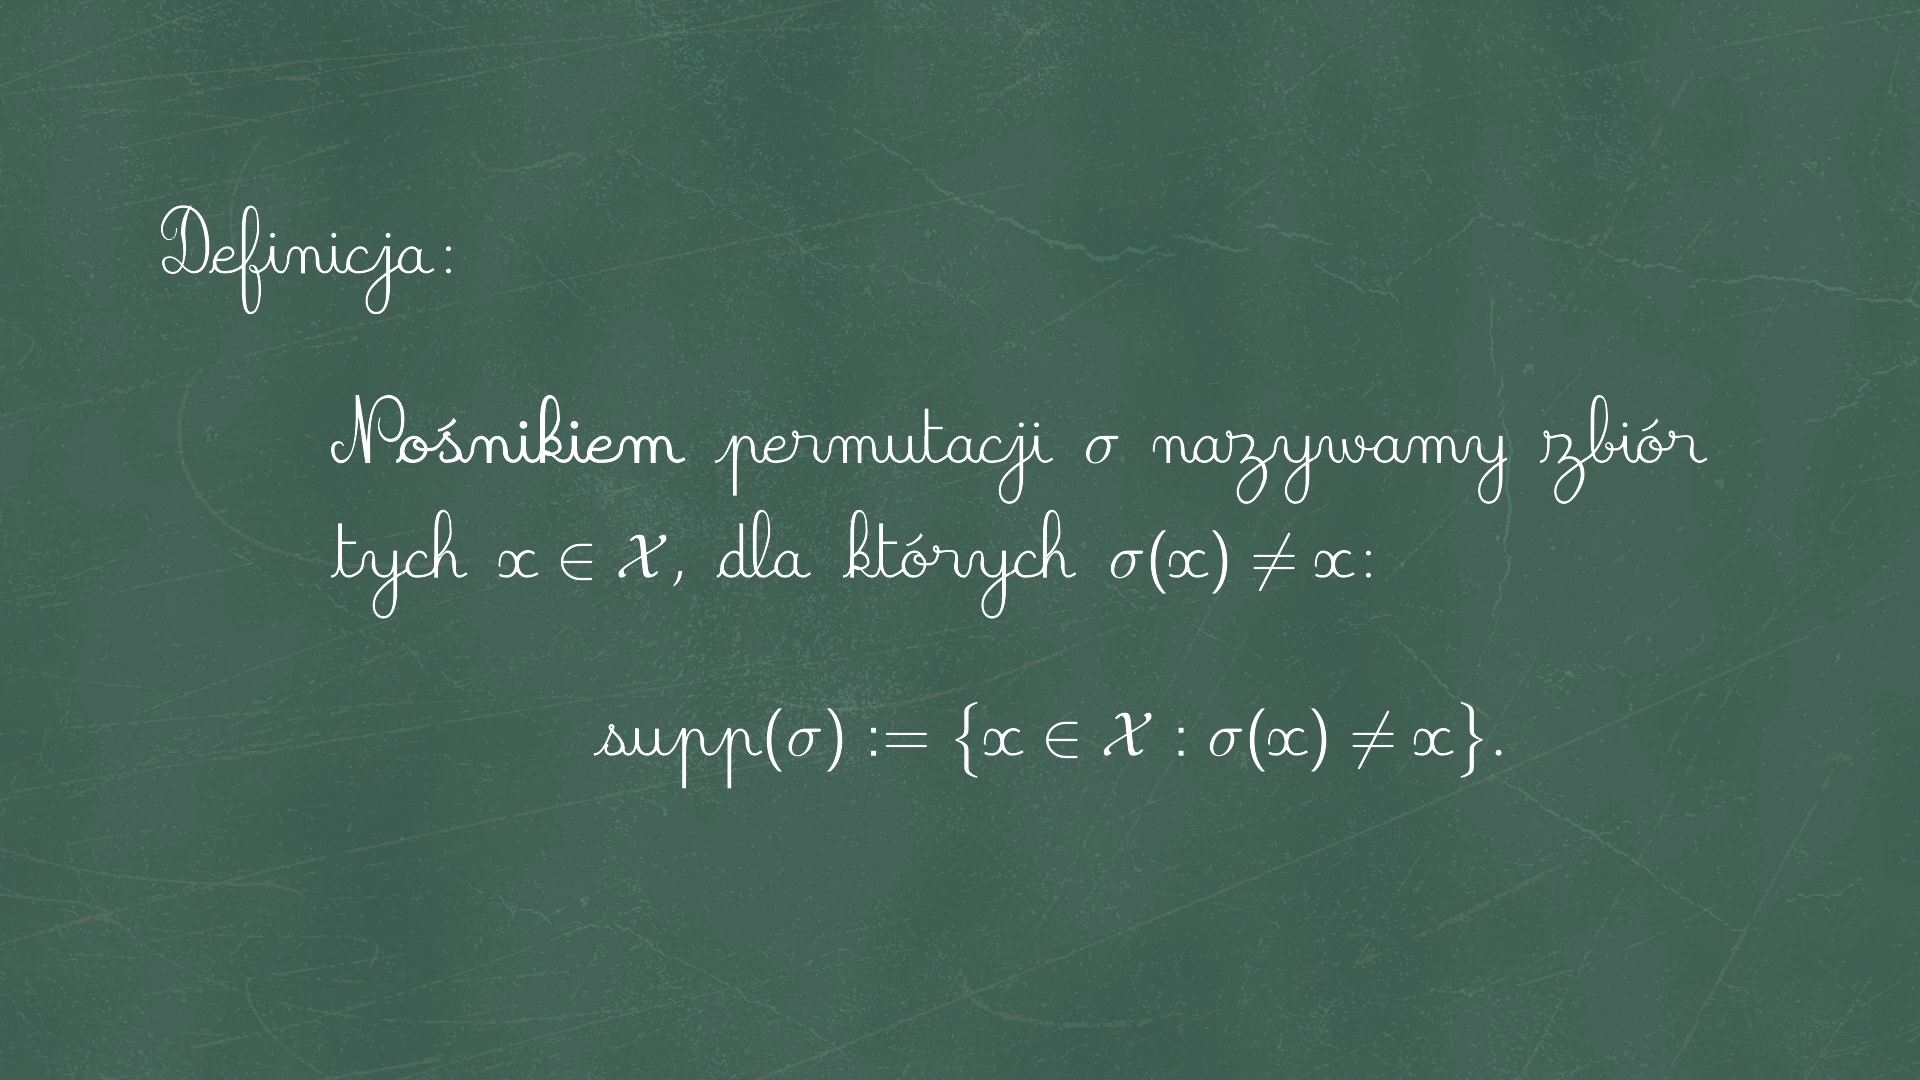 Definicja:
Nośnikiem permutacji σ nazywamy zbiór
tych x ∈ 𝒳, dla których σ(x) ≠ x:
supp(σ) := {x ∈ 𝒳 : σ(x) ≠ x}.